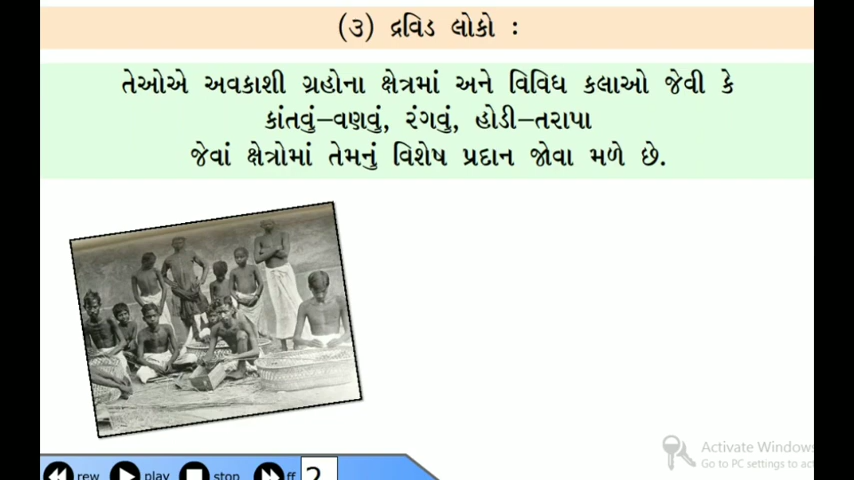 (૩) દ્રવિડ લોકો :
તેઓએ અવકાશી ગ્રહોના ક્ષેત્રમાં અને વિવિધ કલાઓ જેવી કે
કાંતવું–વણવું, રંગવું, હોડી–તરાપા
જેવાં ક્ષેત્રોમાં તેમનું વિશેષ પ્રદાન જોવા મળે છે.
Activate Windows
Go to PC settings to
rew play stop ff 2